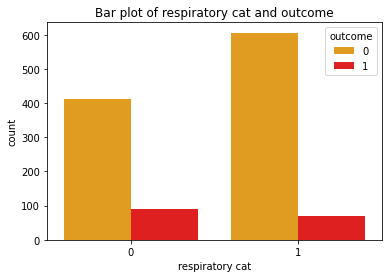 Bar plot of respiratory cat and outcome
outcome
0
1
600
500
400
300
200
100
0
count
0 1
respiratory cat